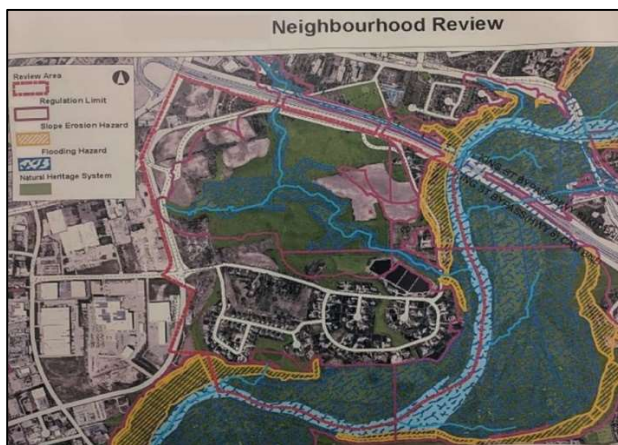 Neighbourhood Review
Review Area
Regulation Limit
Slope Erosion Hazard
Flooding Hazard
Natural Heritage System